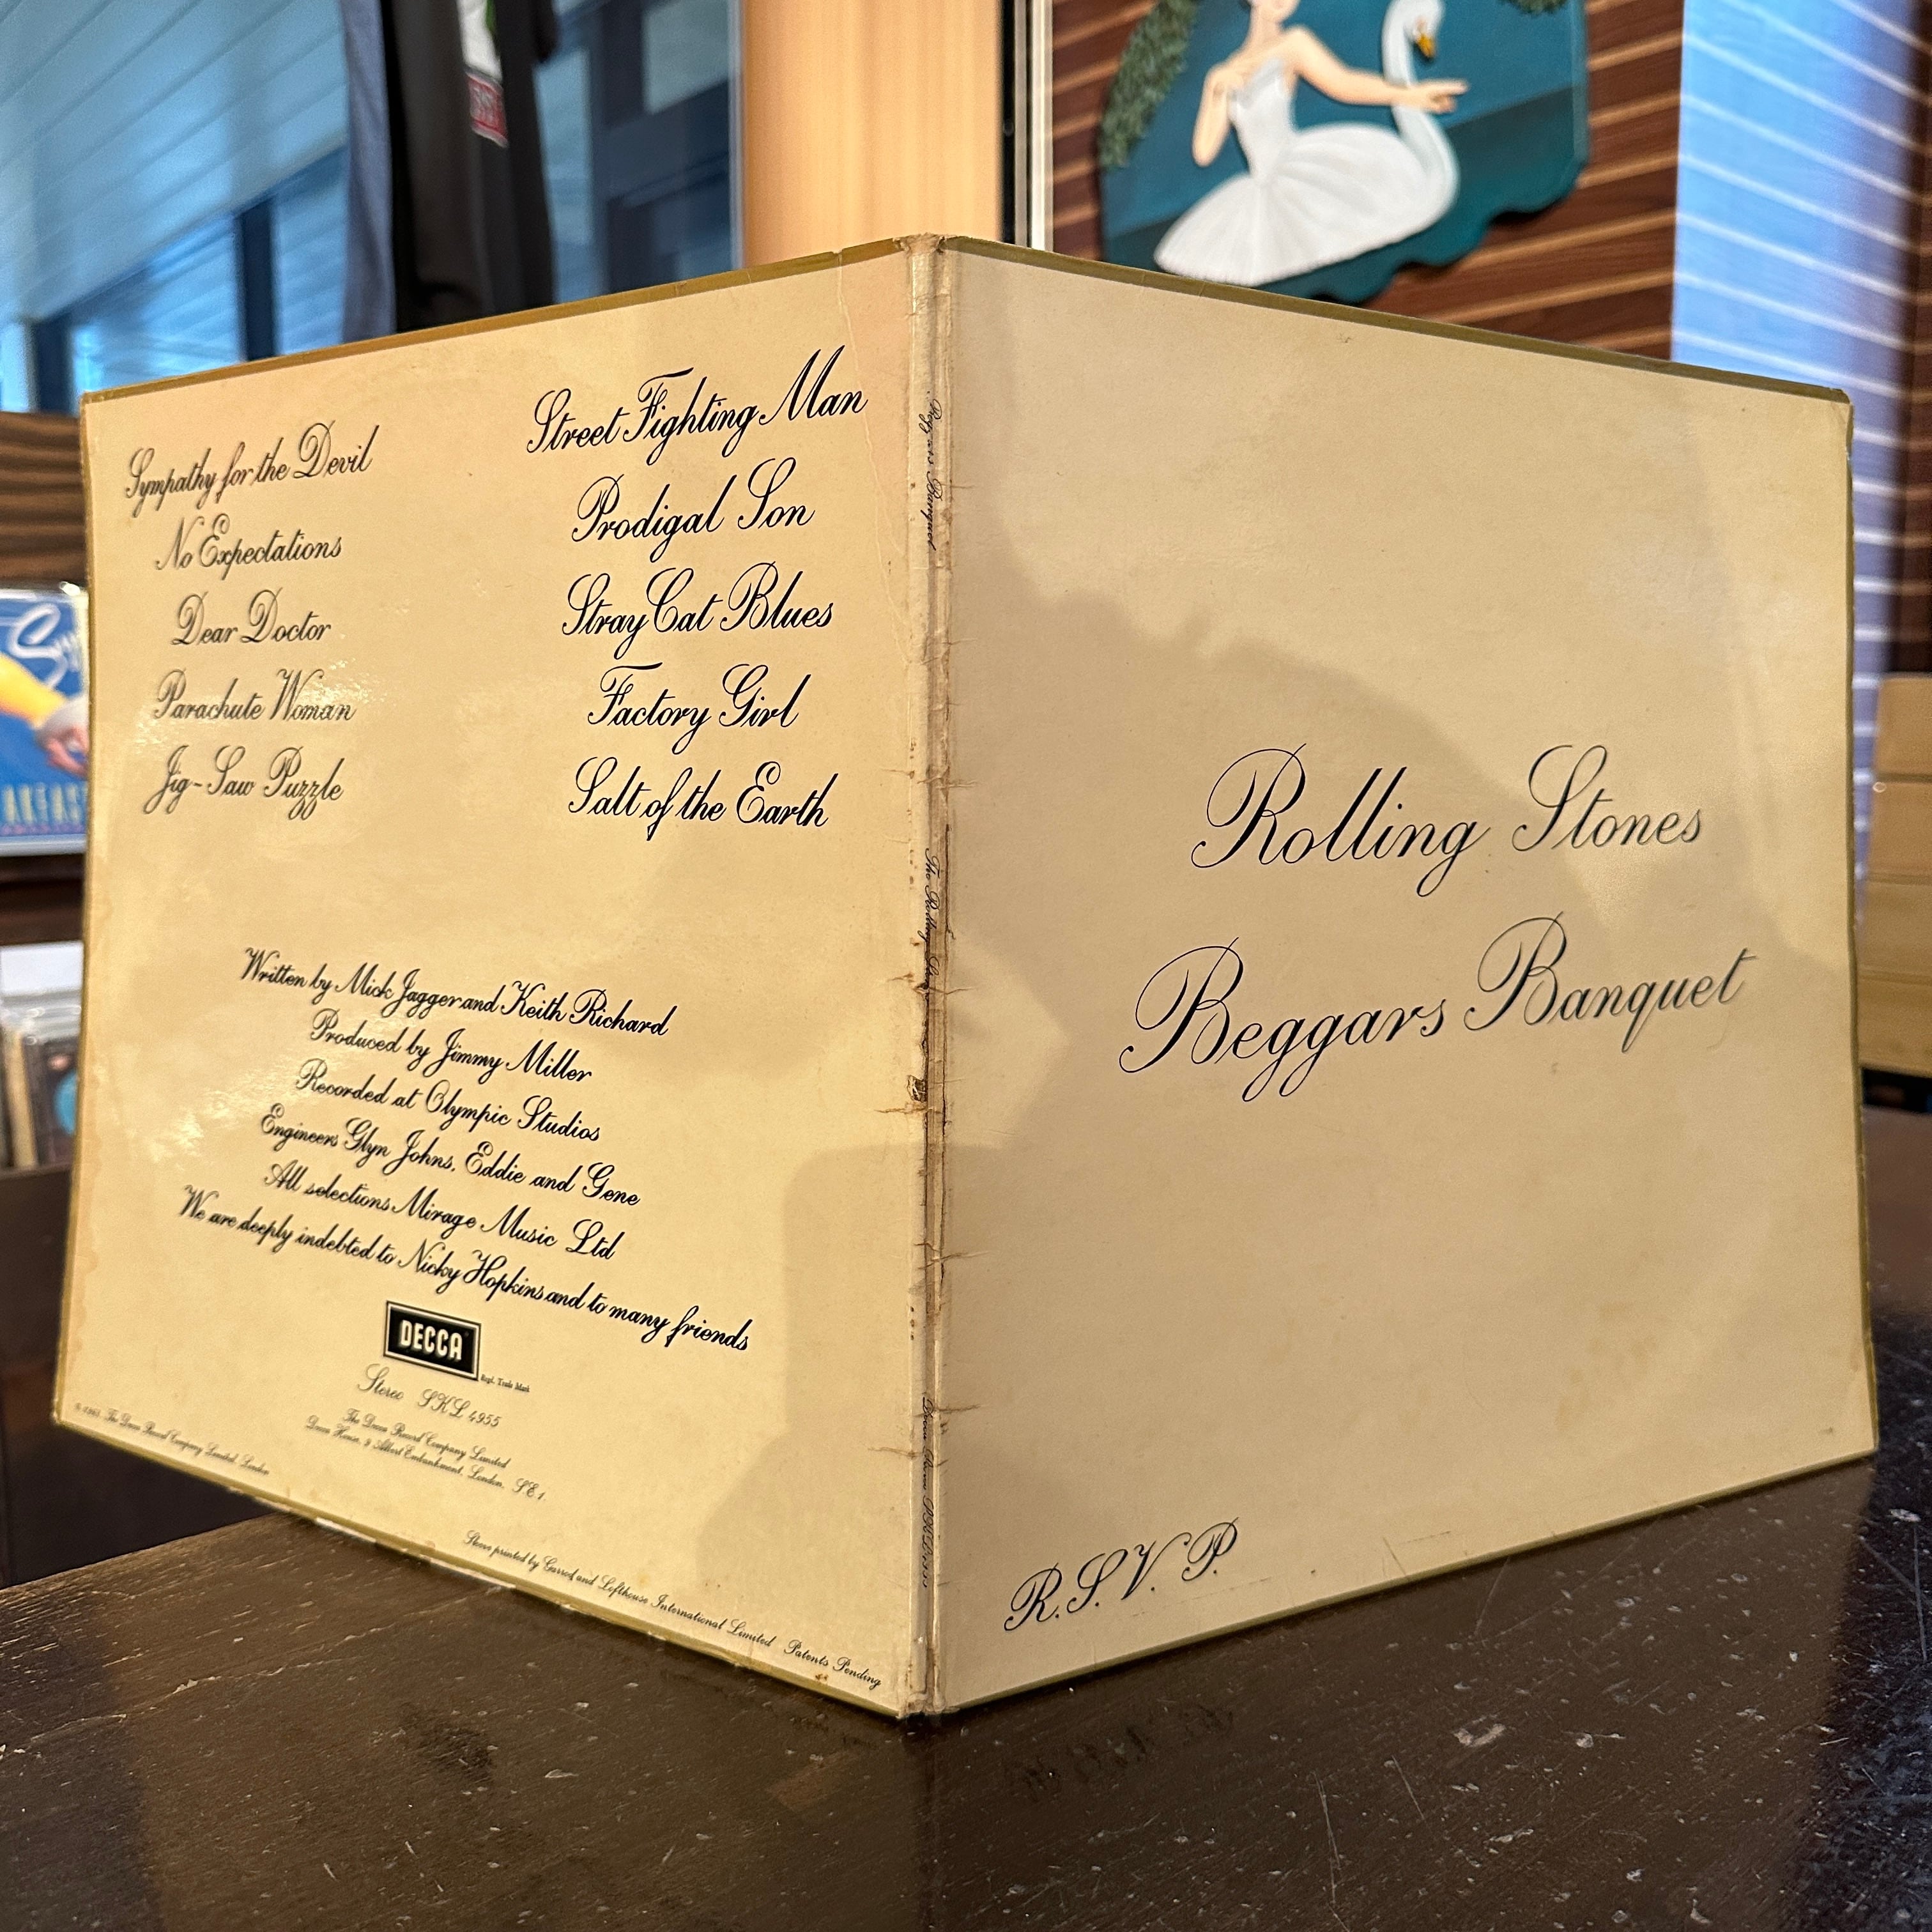 Sympathy for the Devil
No Expectations
Dear Doctor
Parachute Woman
Jig-Saw Puzzle
Street Fighting Man
Prodigal Son
Stray Cat Blues
Factory Girl
Salt of the Earth
Written by Mick Jagger and Keith Richard
Produced by Jimmy Miller
Recorded at Olympic Studios
Engineers Glyn Johns, Eddie and Gene
All selections Mirage Music Ltd
We are deeply indebted to Nicky Hopkins and to many friends
DECCA
Regd. Trade Mark
Stereo SKL 4955
The Decca Record Company Limited
Decca House, 9 Albert Embankment, London, S.E.1.
The Decca Record Company Limited, London
Sleeve printed by Garrod and Lofthouse International Limited Patents Pending
Beggars Banquet
The Rolling
Rolling Stones
Beggars Banquet
R.S.V.P.